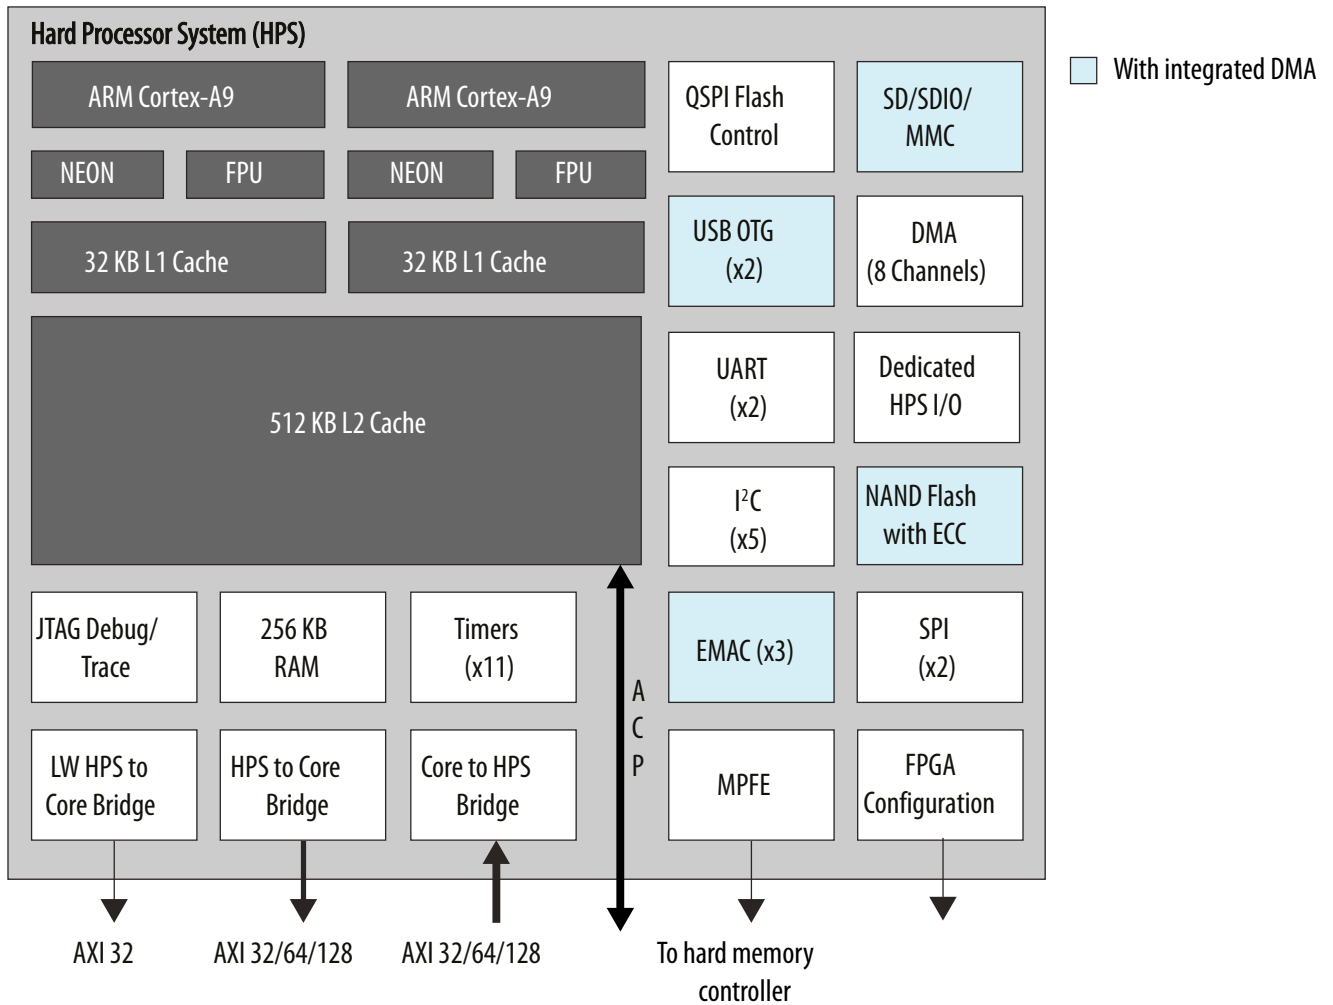 Hard Processor System (HPS)
With integrated DMA
ARM Cortex-A9
ARM Cortex-A9
NEON
FPU
NEON
FPU
32 KB L1 Cache
32 KB L1 Cache
512 KB L2 Cache
QSPI Flash
Control
SD/SDIO/
MMC
USB OTG
(x2)
DMA
(8 Channels)
UART
(x2)
Dedicated
HPS I/O
I²C
(x5)
NAND Flash
with ECC
JTAG Debug/
Trace
256 KB
RAM
Timers
(x11)
A
C
P
EMAC (x3)
SPI
(x2)
LW HPS to
Core Bridge
HPS to Core
Bridge
Core to HPS
Bridge
MPFE
FPGA
Configuration
AXI 32
AXI 32/64/128
AXI 32/64/128
To hard memory
controller